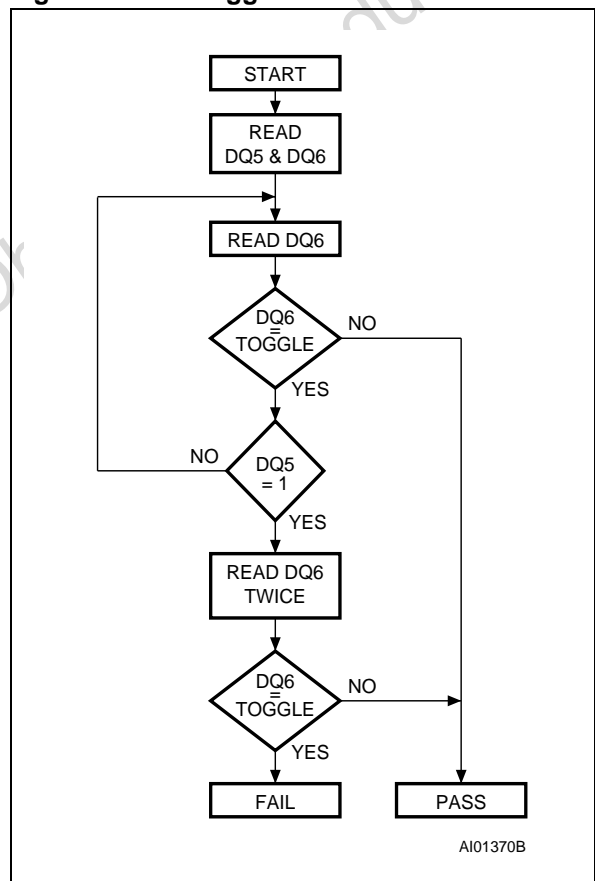 START
READ
DQ5 & DQ6
READ DQ6
DQ6
=
TOGGLE
NO
YES
NO
DQ5
= 1
YES
READ DQ6
TWICE
DQ6
=
TOGGLE
NO
YES
FAIL
PASS
AI01370B